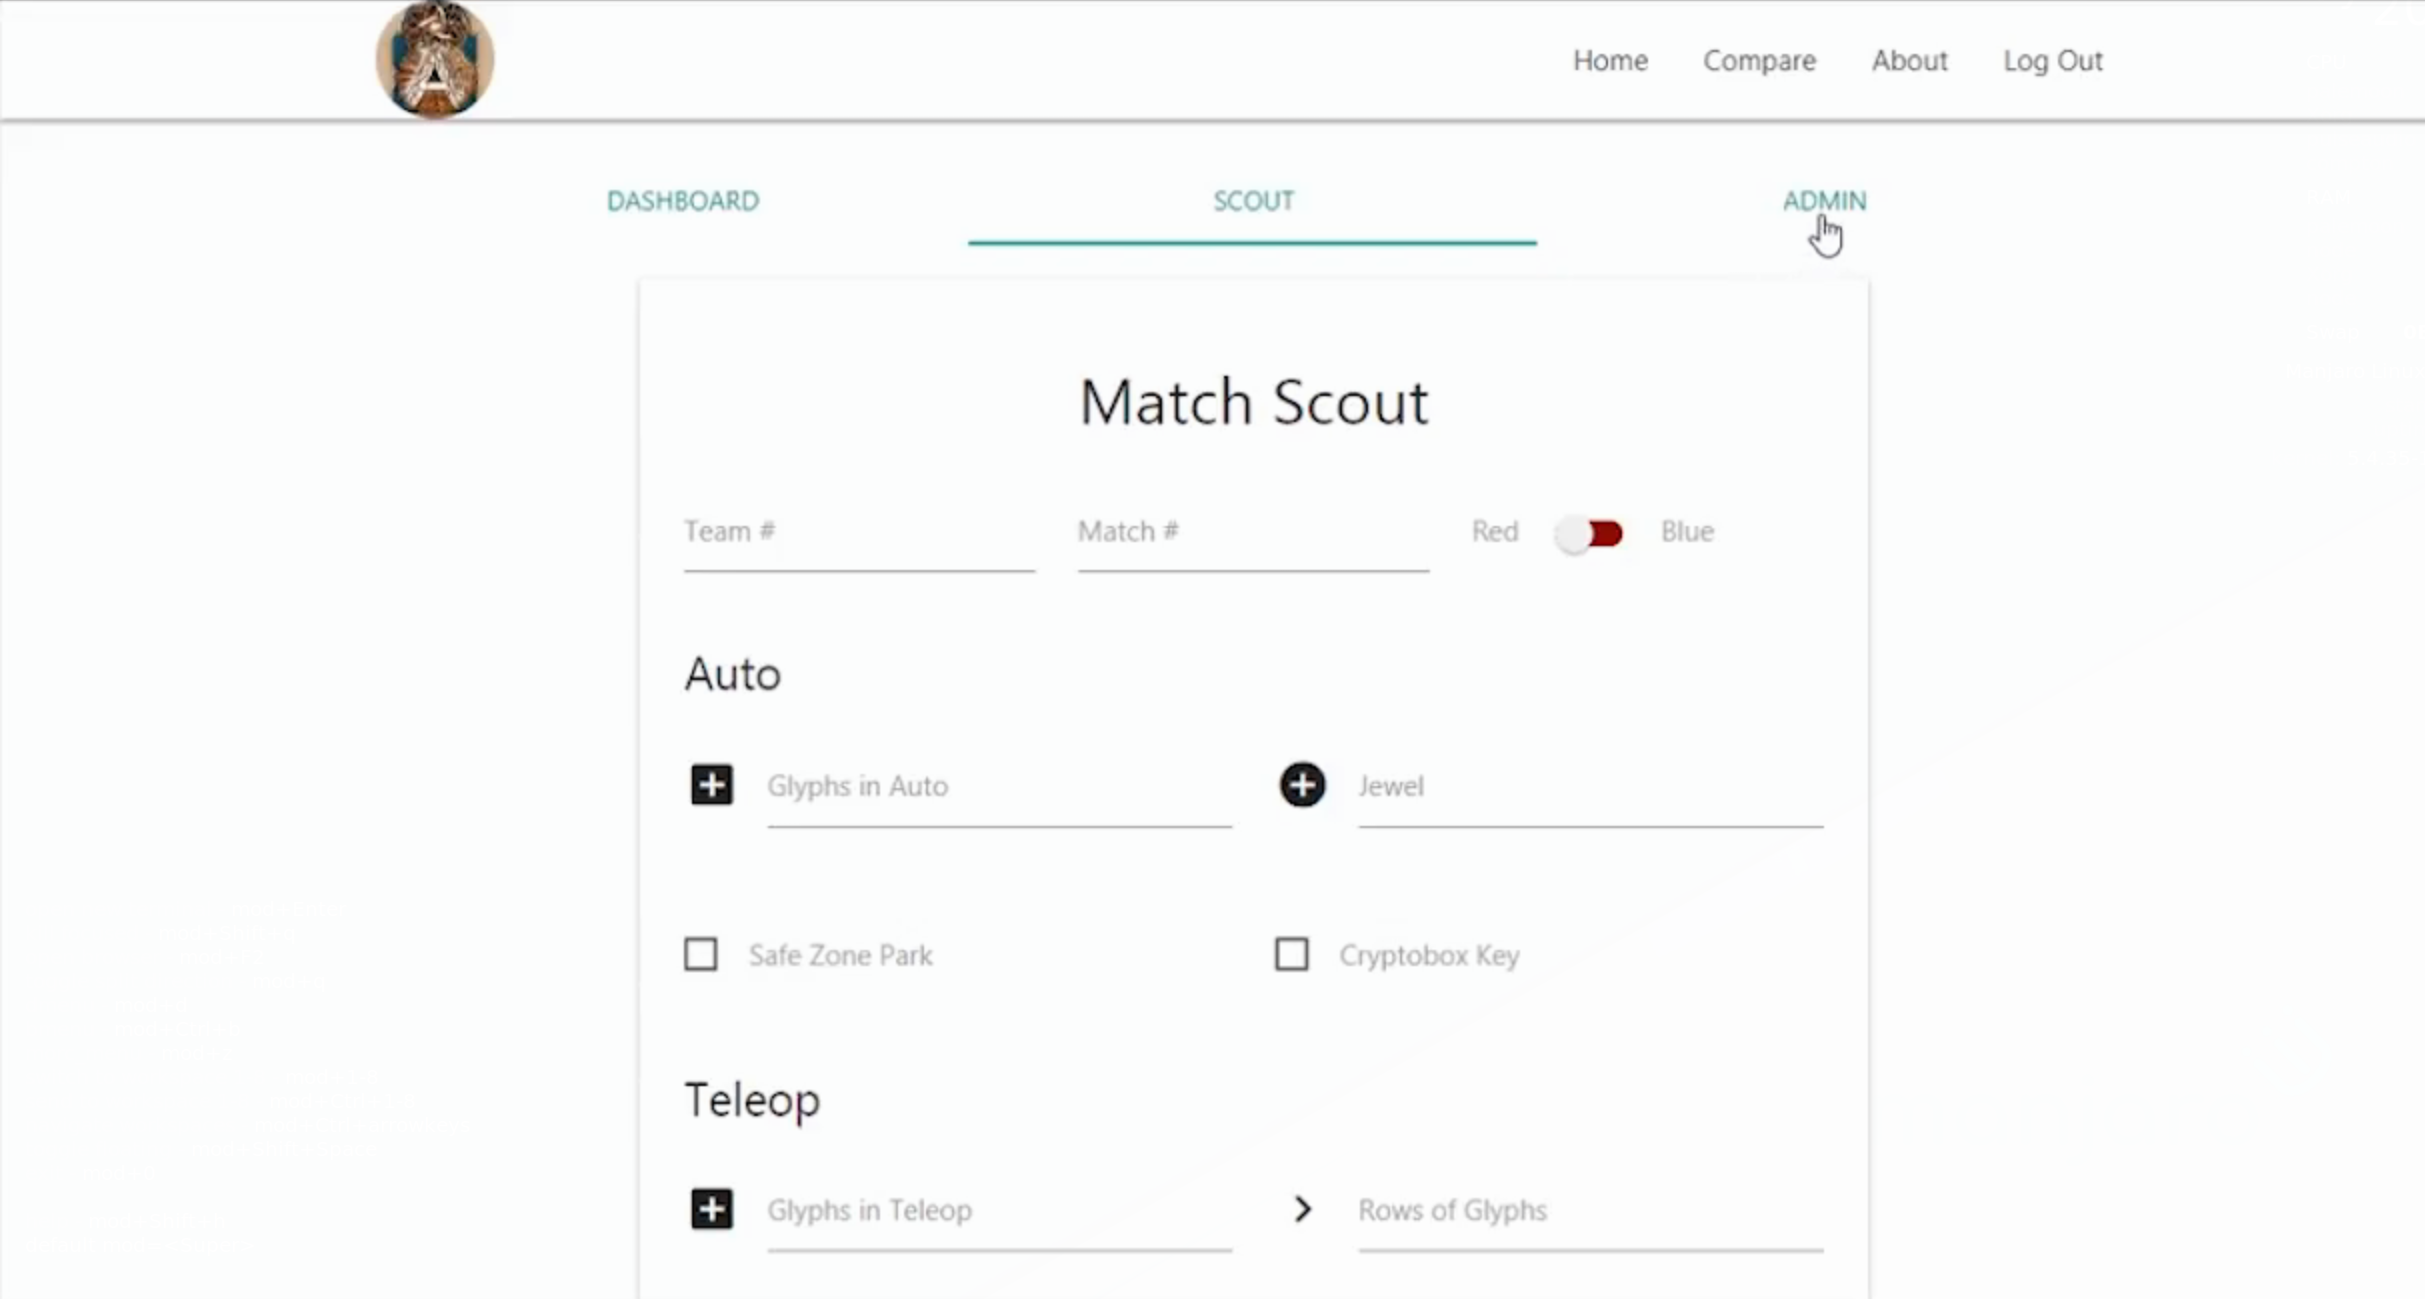 Home Compare About Log Out
DASHBOARD SCOUT ADMIN
Match Scout
Team # Match # Red Blue
Auto
Glyphs in Auto Jewel
Safe Zone Park Cryptobox Key
Teleop
Glyphs in Teleop Rows of Glyphs